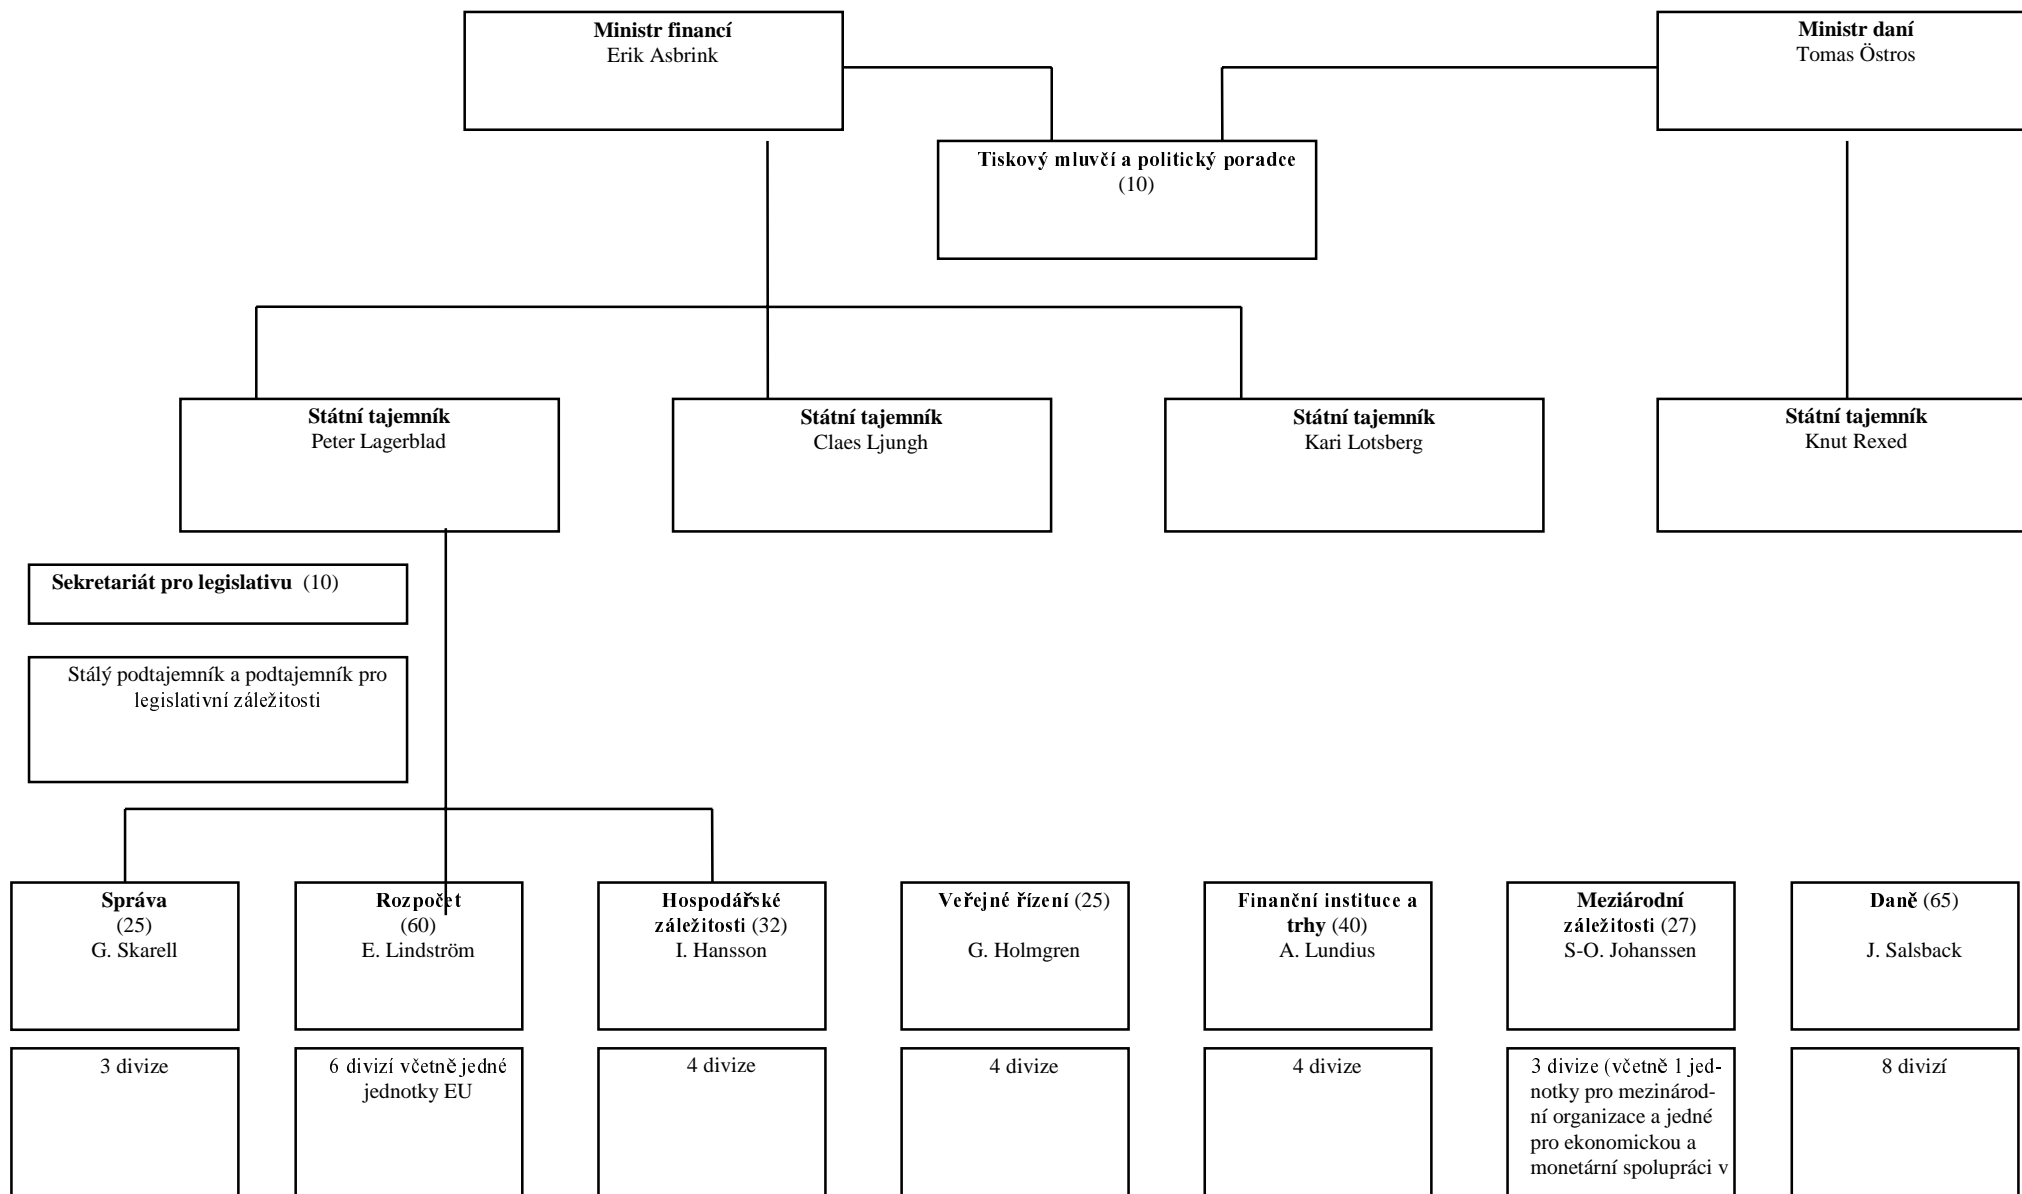 Ministr financí
Erik Asbrink
Ministr daní
Tomas Östros
Tiskový mluvčí a politický poradce
(10)
Státní tajemník
Peter Lagerblad
Státní tajemník
Claes Ljungh
Státní tajemník
Kari Lotsberg
Státní tajemník
Knut Rexed
Sekretariát pro legislativu (10)
Stálý podtajemník a podtajemník pro
legislativní záležitosti
Správa
(25)
G. Skarell
Rozpočet
(60)
E. Lindström
Hospodářské
záležitosti (32)
I. Hansson
Veřejné řízení (25)
G. Holmgren
Finanční instituce a
trhy (40)
A. Lundius
Meziárodní
záležitosti (27)
S-O. Johanssen
Daně (65)
J. Salsback
3 divize
6 divizí včetně jedné
jednotky EU
4 divize
4 divize
4 divize
3 divize (včetně 1 jed-
notky pro mezinárod-
ní organizace a jedné
pro ekonomickou a
monetární spolupráci v
8 divizí